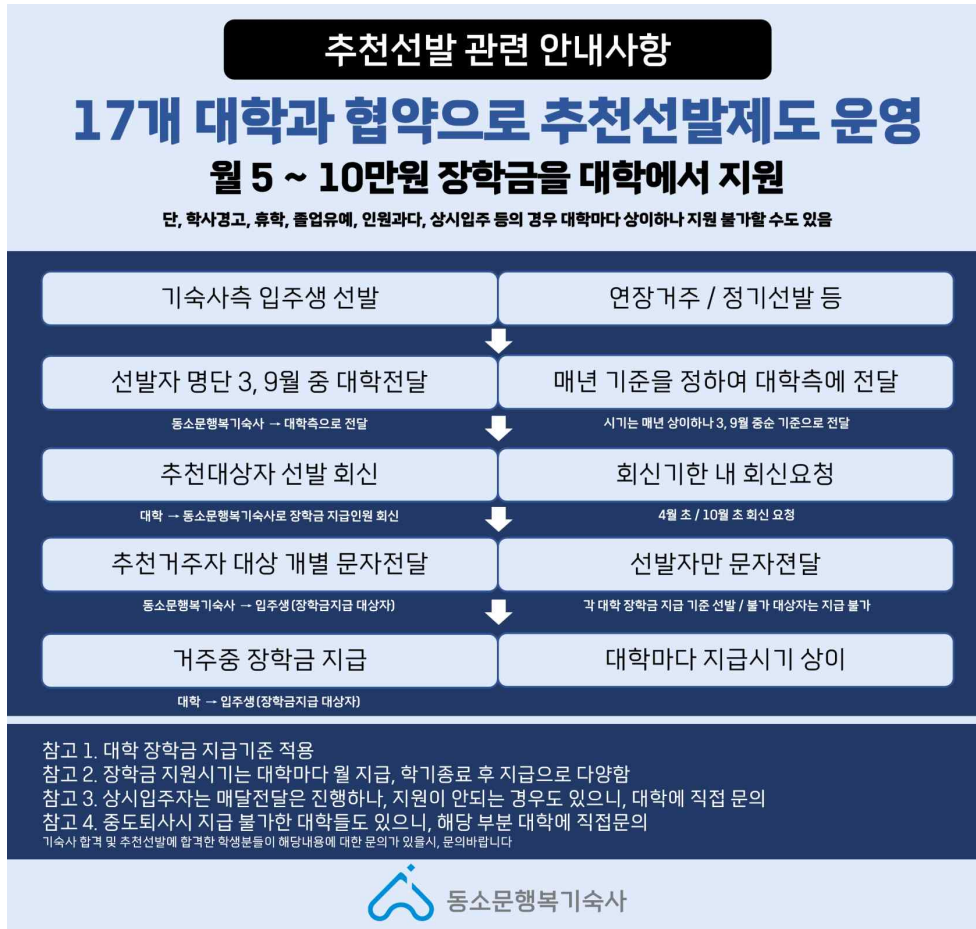 추천선발 관련 안내사항
17개 대학과 협약으로 추천선발제도 운영
월 5 ~ 10만원 장학금을 대학에서 지원
단, 학사경고, 휴학, 졸업유예, 인원과다, 상시입주 등의 경우 대학마다 상이하나 지원 불가할 수도 있음
기숙사측 입주생 선발
연장거주 / 정기선발 등
선발자 명단 3, 9월 중 대학전달
매년 기준을 정하여 대학측에 전달
동소문행복기숙사 → 대학측으로 전달
시기는 매년 상이하나 3, 9월 중순 기준으로 전달
추천대상자 선발 회신
회신기한 내 회신요청
대학 → 동소문행복기숙사로 장학금 지급인원 회신
4월 초 / 10월 초 회신 요청
추천거주자 대상 개별 문자전달
선발자만 문자젼달
동소문행복기숙사 → 입주생(장학금지급 대상자)
각 대학 장학금 지급 기준 선발 / 불가 대상자는 지급 불가
거주중 장학금 지급
대학마다 지급시기 상이
대학 → 입주생(장학금지급 대상자)
참고 1. 대학 장학금 지급기준 적용
참고 2. 장학금 지원시기는 대학마다 월 지급, 학기종료 후 지급으로 다양함
참고 3. 상시입주자는 매달전달은 진행하나, 지원이 안되는 경우도 있으니, 대학에 직접 문의
참고 4. 중도퇴사시 지급 불가한 대학들도 있으니, 해당 부분 대학에 직접문의
기숙사 합격 및 추천선발에 합격한 학생분들이 해당내용에 대한 문의가 있을시, 문의바랍니다
동소문행복기숙사